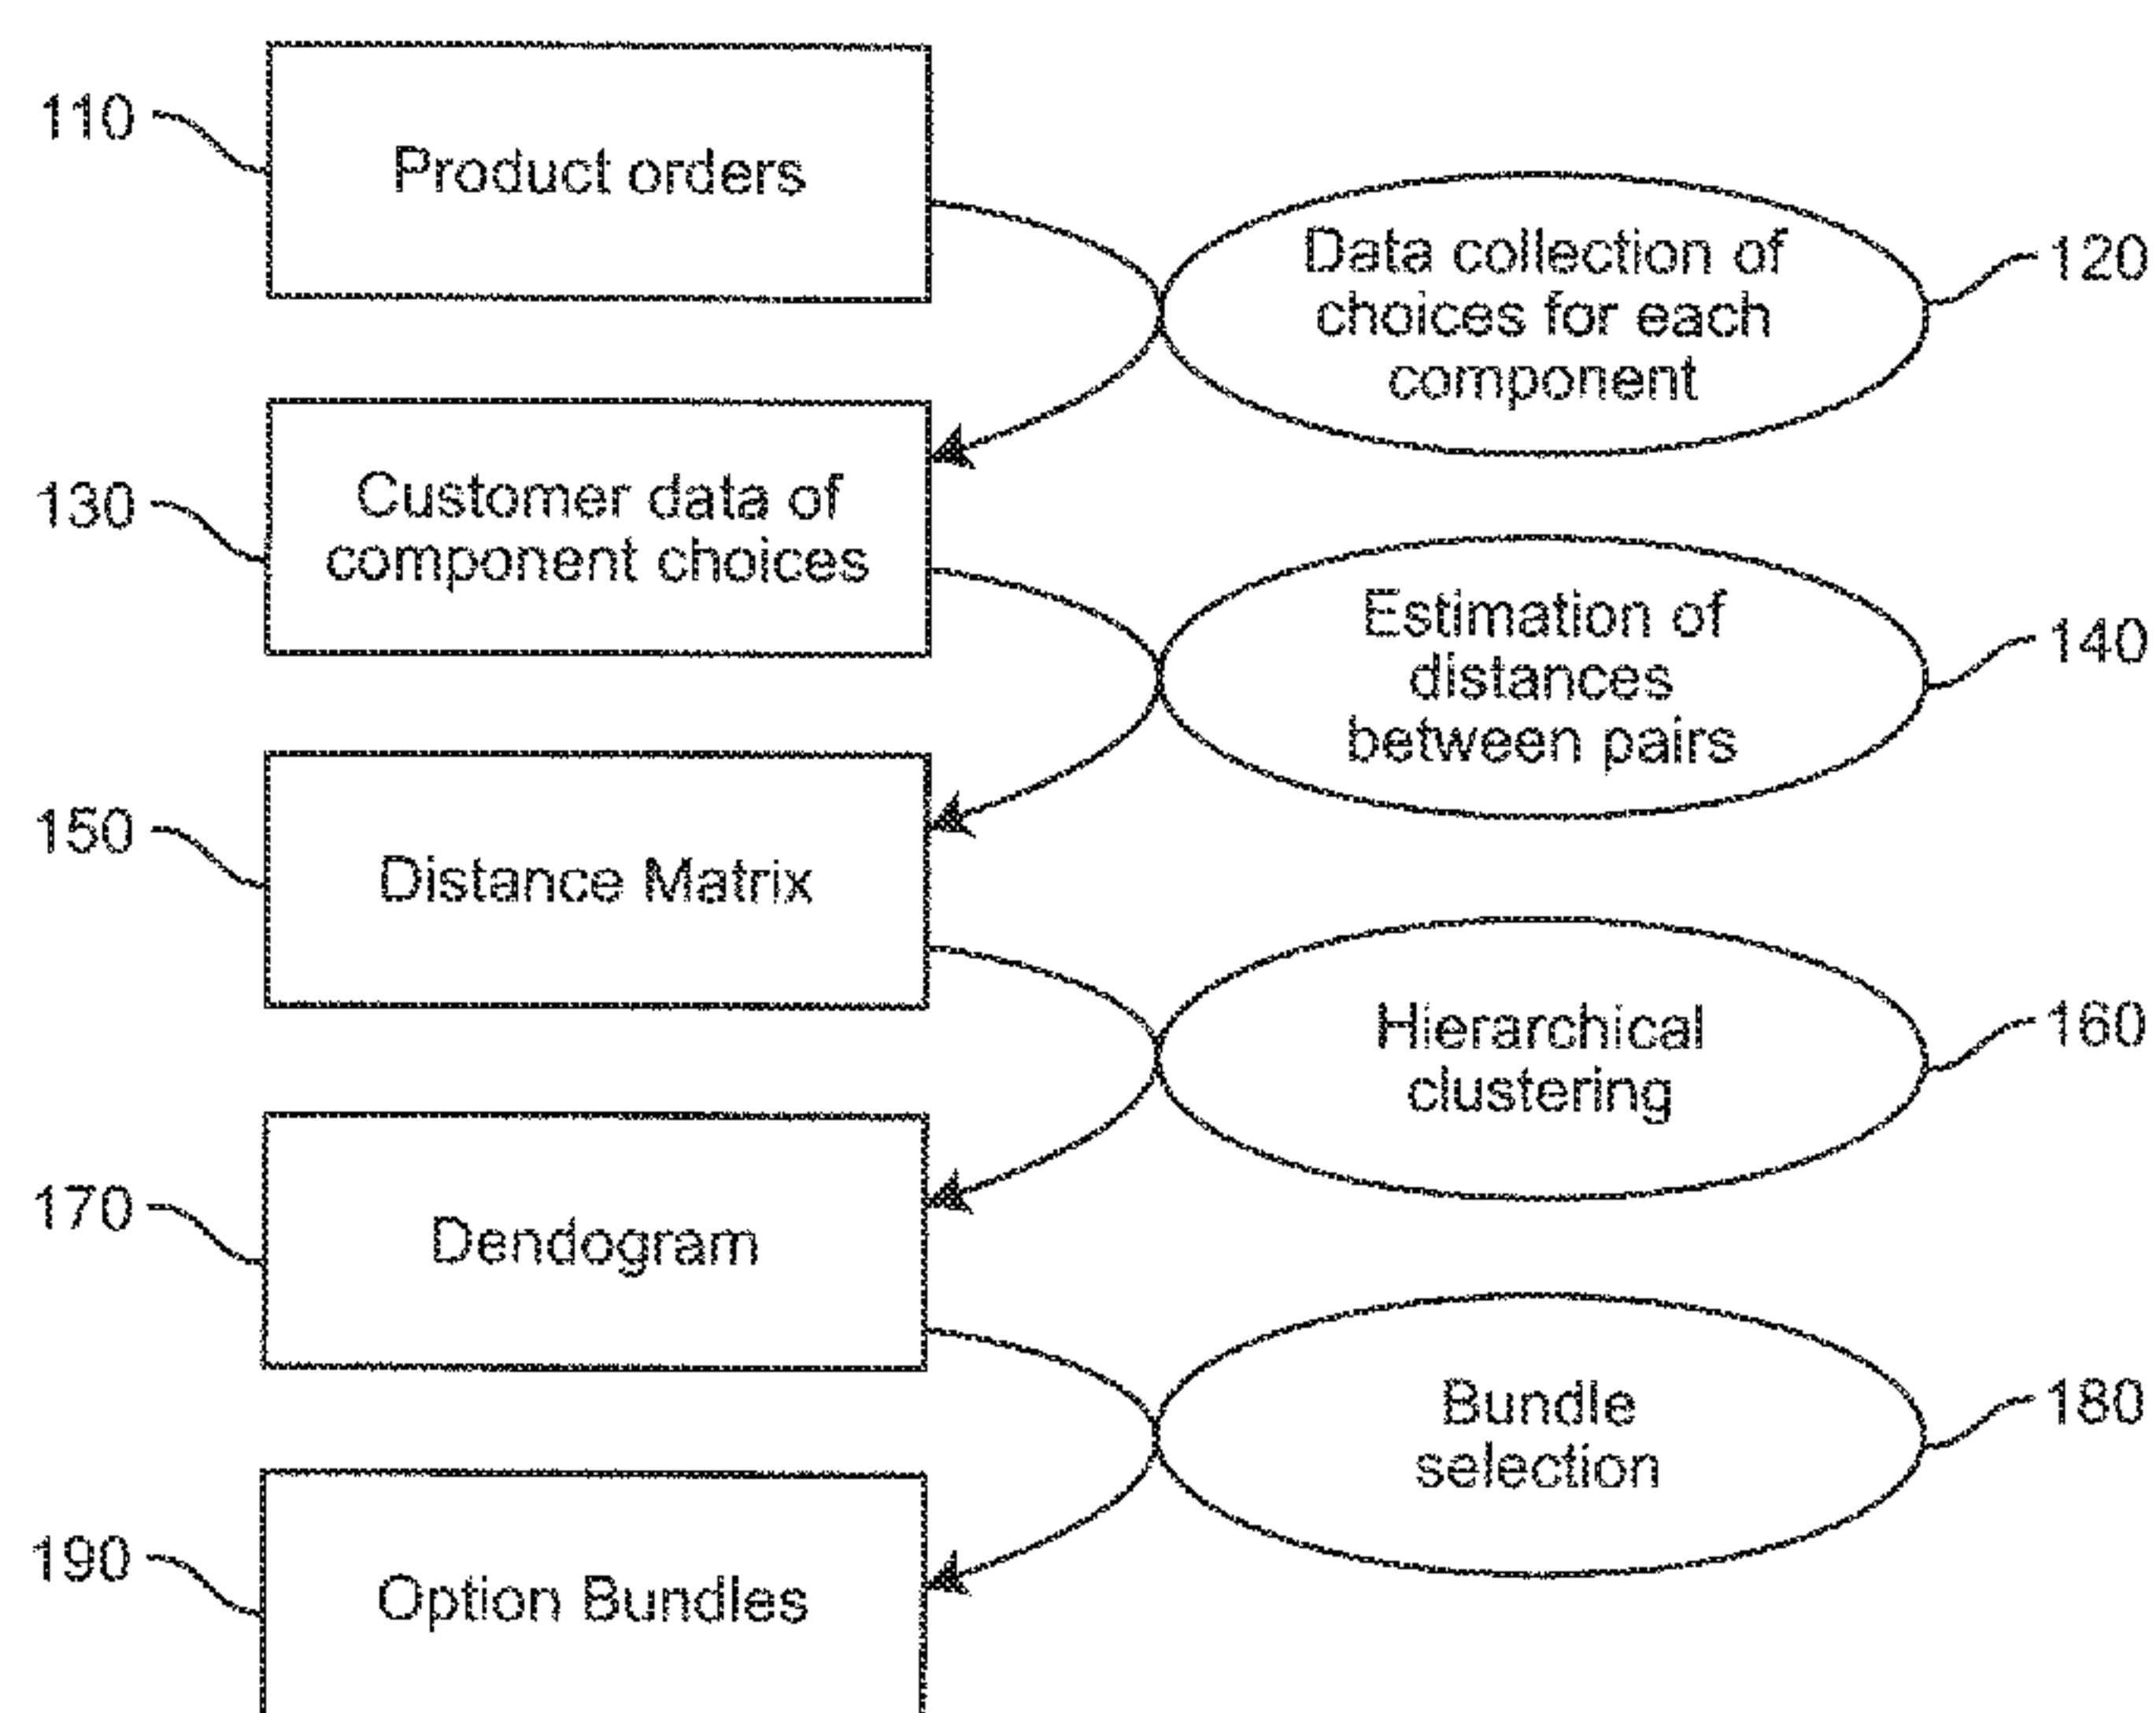 110
Product orders
Data collection of
choices for each
component
120
130
Customer data of
component choices
Estimation of
distances
between pairs
140
150
Distance Matrix
Hierarchical
clustering
160
170
Dendogram
Bundle
selection
180
190
Option Bundles